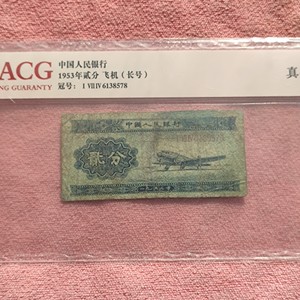 ACG
NG GUARANTY
中国人民银行
1953年贰分 飞机(长号)
冠号: I VII IV 6138578
真
中国人民银行
贰分